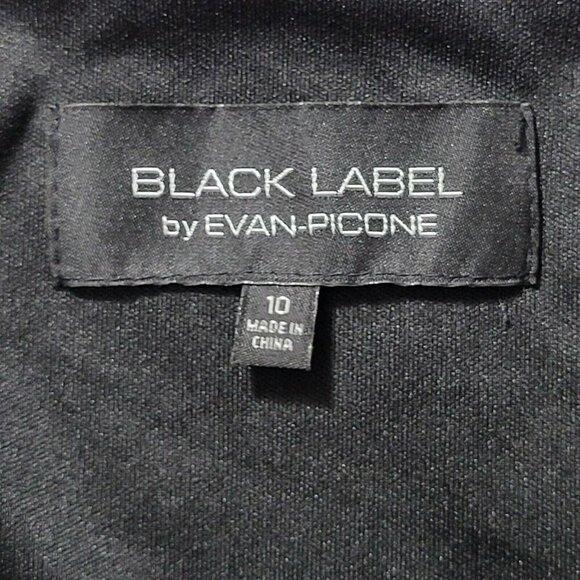 BLACK LABEL
by EVAN-PICONE
10
MADE IN
CHINA